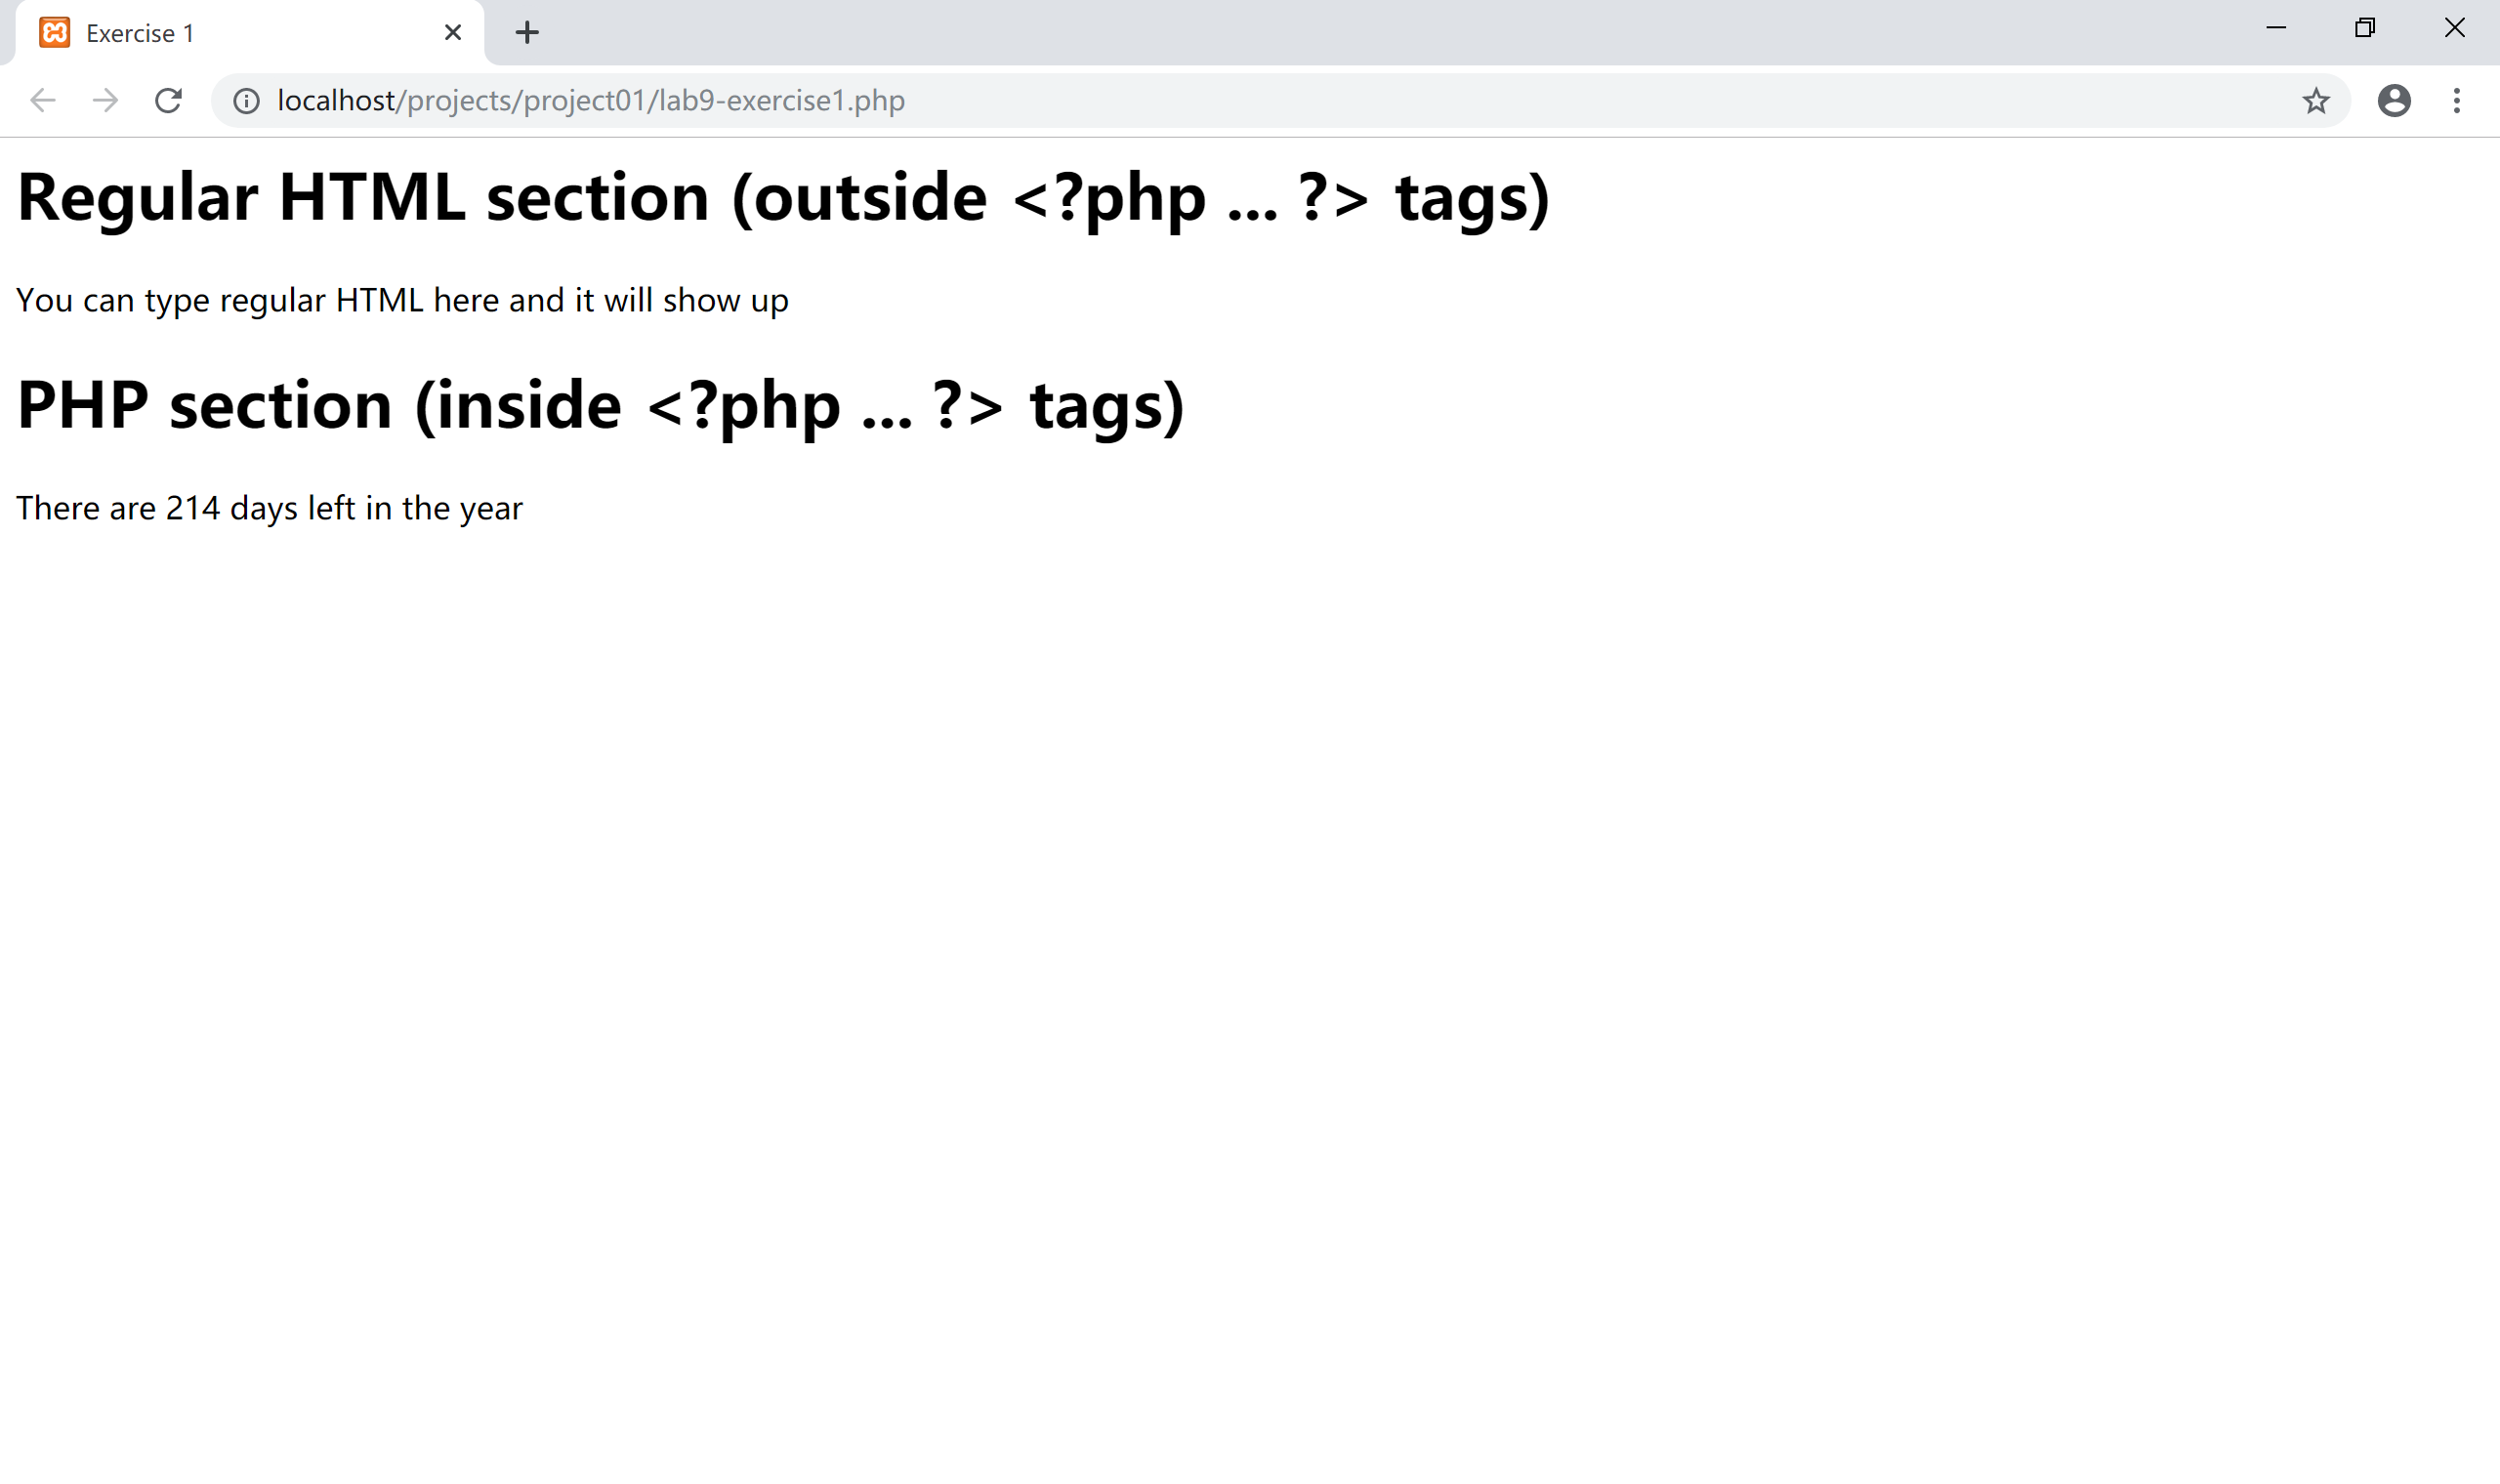 Exercise 1
localhost/projects/project01/lab9-exercise1.php
Regular HTML section (outside <?php ... ?> tags)
You can type regular HTML here and it will show up
PHP section (inside <?php ... ?> tags)
There are 214 days left in the year